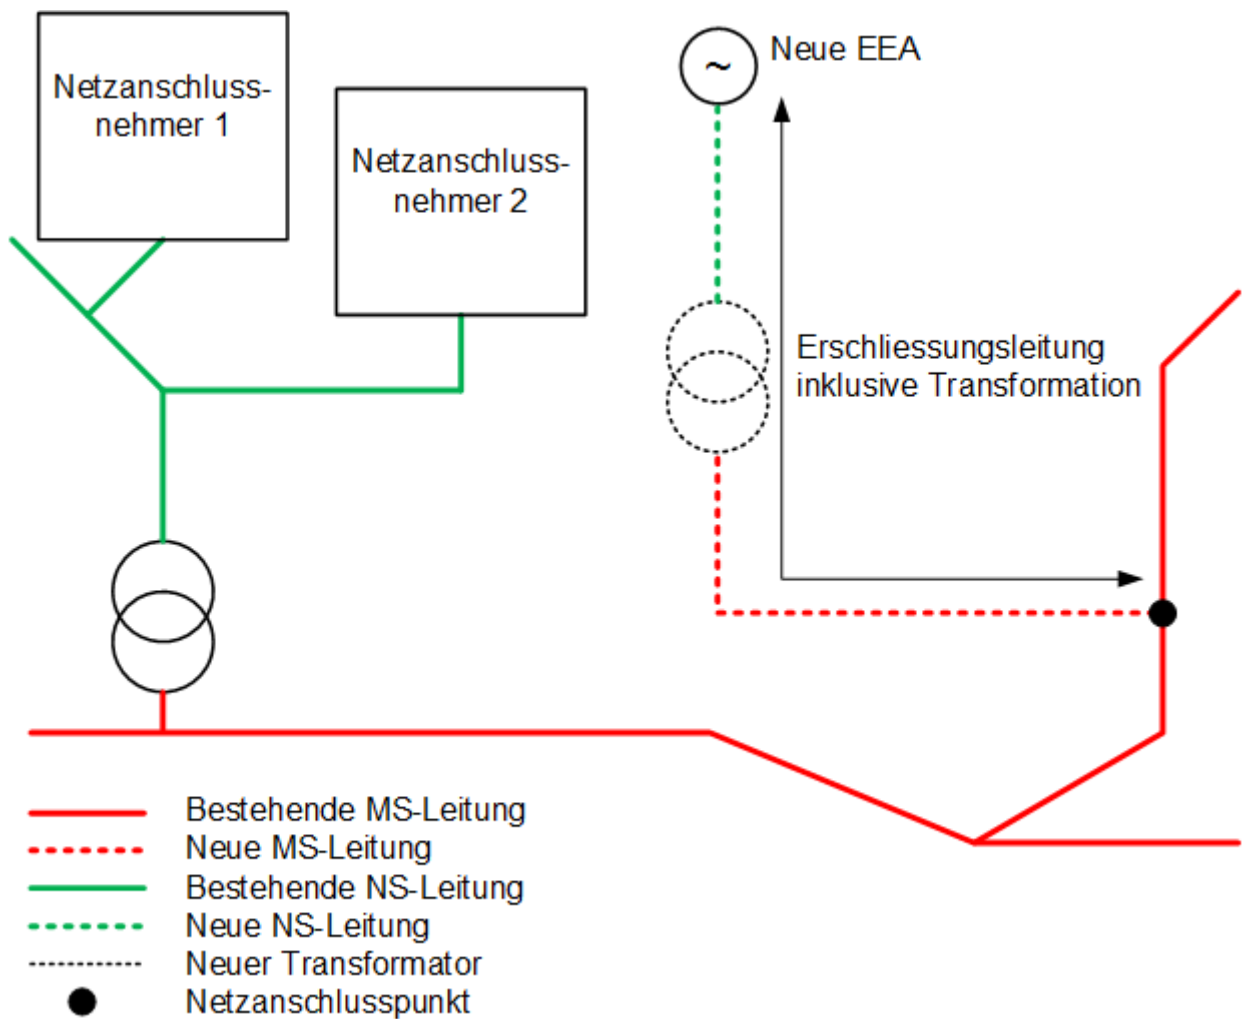 Netzanschluss-
nehmer 1
Netzanschluss-
nehmer 2
~
Neue EEA
Erschliessungsleitung
inklusive Transformation
Bestehende MS-Leitung
Neue MS-Leitung
Bestehende NS-Leitung
Neue NS-Leitung
Neuer Transformator
Netzanschlusspunkt